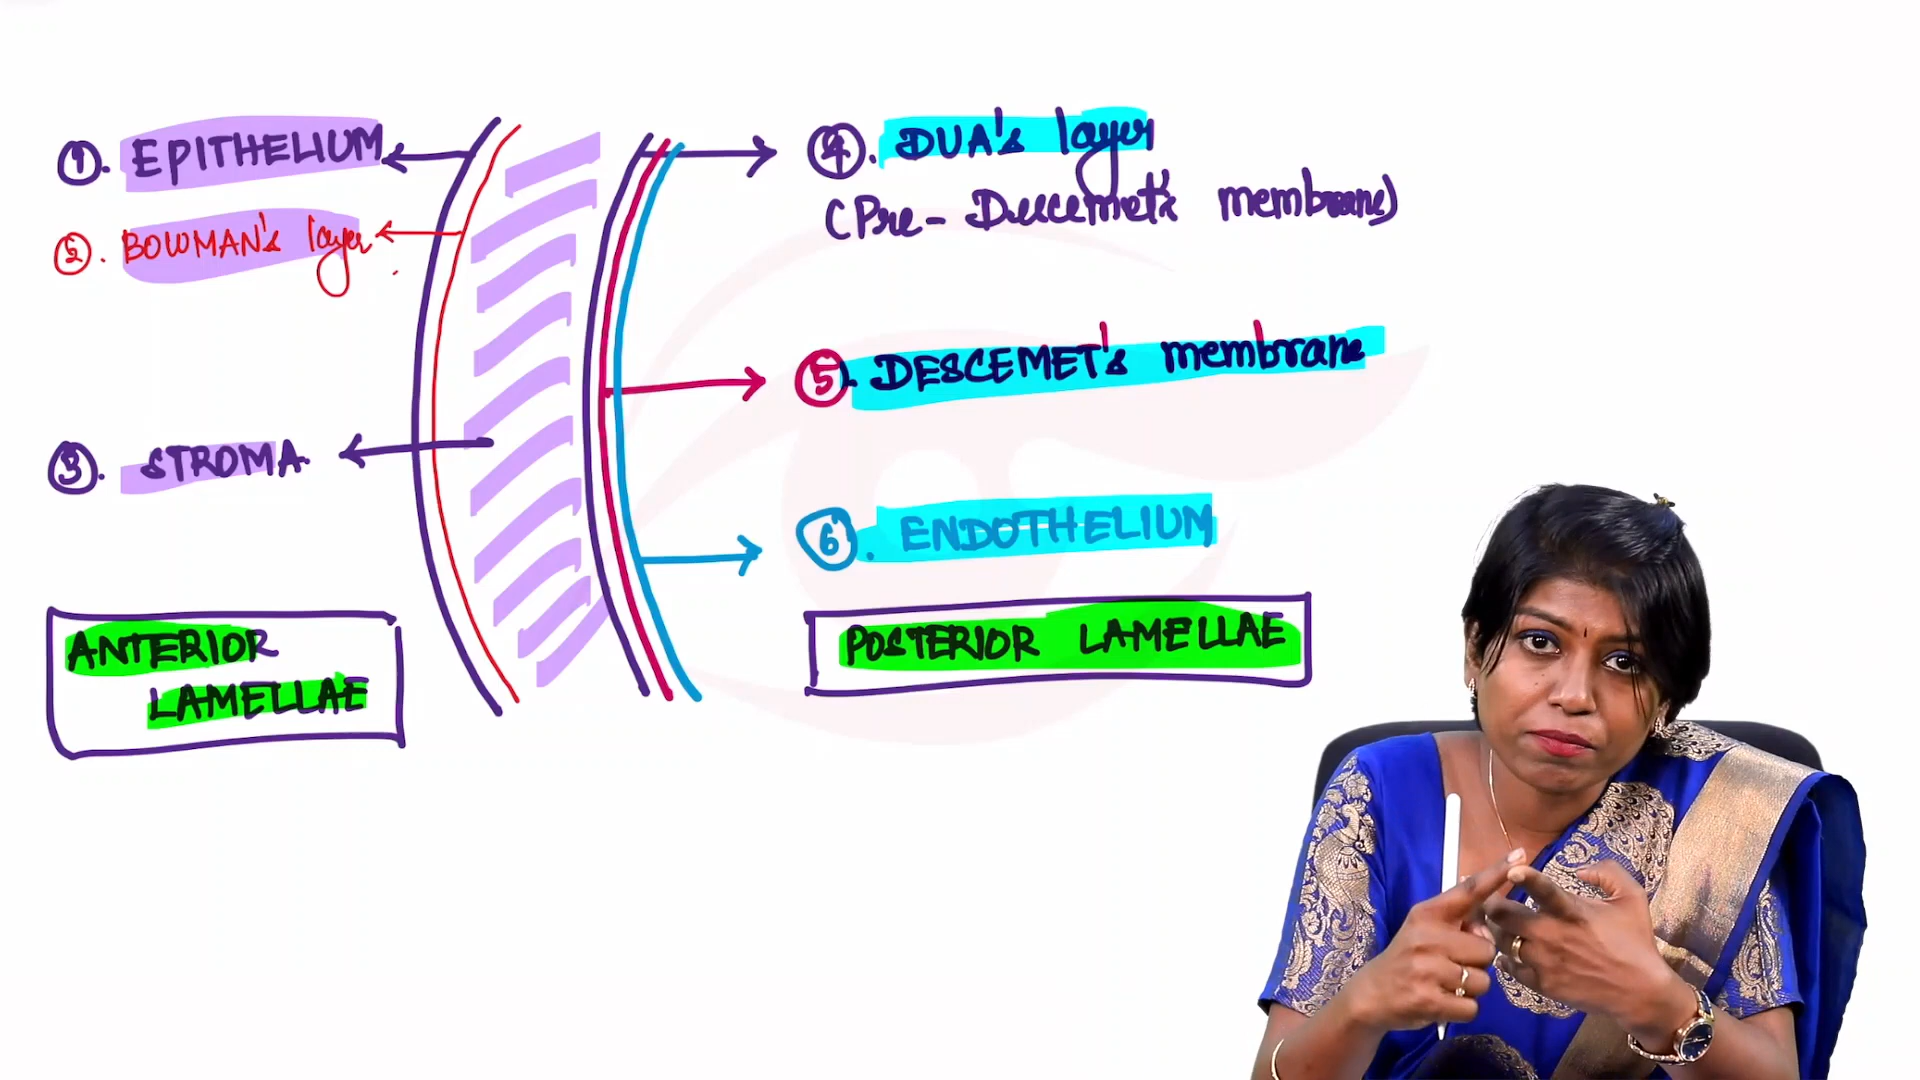 1. EPITHELIUM
2. BOWMAN's layer
3. STROMA
ANTERIOR
LAMELLAE
4. DUA's layer
(Pre-Descemet's membrane)
5. DESCEMET's membrane
6. ENDOTHELIUM
POSTERIOR LAMELLAE